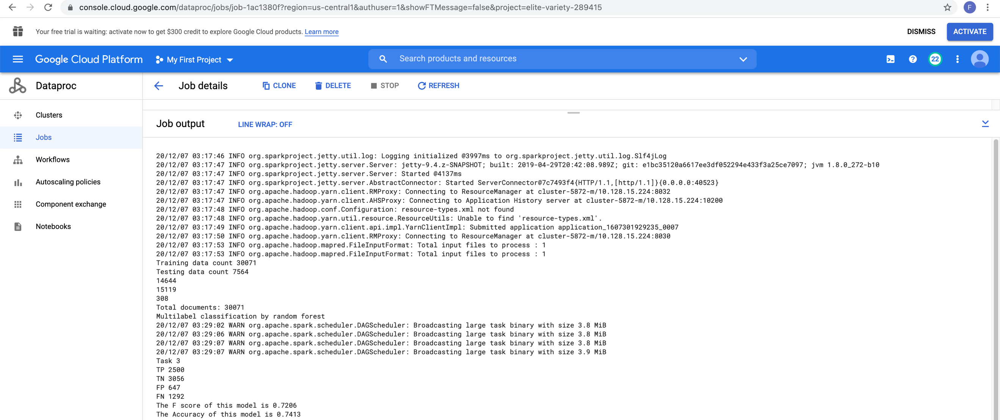 console.cloud.google.com/dataproc/jobs/job-1ac1380f?region=us-central1&authuser=1&showFTMessage=false&project=elite-variety-289415
F
Your free trial is waiting: activate now to get $300 credit to explore Google Cloud products. Learn more
DISMISS
ACTIVATE
Google Cloud Platform
My First Project
Search products and resources
22
Dataproc
Job details
CLONE
DELETE
STOP
REFRESH
Clusters
Jobs
Workflows
Autoscaling policies
Component exchange
Notebooks
Job output
LINE WRAP: OFF
20/12/07 03:17:46 INFO org.sparkproject.jetty.util.log: Logging initialized @3997ms to org.sparkproject.jetty.util.log.Slf4jLog
20/12/07 03:17:47 INFO org.sparkproject.jetty.server.Server: jetty-9.4.z-SNAPSHOT; built: 2019-04-29T20:42:08.989Z; git: e1bc35120a6617ee3df052294e433f3a25ce7097; jvm 1.8.0_272-b10
20/12/07 03:17:47 INFO org.sparkproject.jetty.server.Server: Started @4137ms
20/12/07 03:17:47 INFO org.sparkproject.jetty.server.AbstractConnector: Started ServerConnector@7c7493f4{HTTP/1.1,[http/1.1]}{0.0.0.0:40523}
20/12/07 03:17:47 INFO org.apache.hadoop.yarn.client.RMProxy: Connecting to ResourceManager at cluster-5872-m/10.128.15.224:8032
20/12/07 03:17:47 INFO org.apache.hadoop.yarn.client.AHSProxy: Connecting to Application History server at cluster-5872-m/10.128.15.224:10200
20/12/07 03:17:48 INFO org.apache.hadoop.conf.Configuration: resource-types.xml not found
20/12/07 03:17:48 INFO org.apache.hadoop.yarn.util.resource.ResourceUtils: Unable to find 'resource-types.xml'.
20/12/07 03:17:49 INFO org.apache.hadoop.yarn.client.api.impl.YarnClientImpl: Submitted application application_1607301929235_0007
20/12/07 03:17:50 INFO org.apache.hadoop.yarn.client.RMProxy: Connecting to ResourceManager at cluster-5872-m/10.128.15.224:8030
20/12/07 03:17:53 INFO org.apache.hadoop.mapred.FileInputFormat: Total input files to process : 1
20/12/07 03:17:53 INFO org.apache.hadoop.mapred.FileInputFormat: Total input files to process : 1
Training data count 30071
Testing data count 7564
14644
15119
308
Total documents: 30071
Multilabel classification by random forest
20/12/07 03:29:02 WARN org.apache.spark.scheduler.DAGScheduler: Broadcasting large task binary with size 3.8 MiB
20/12/07 03:29:06 WARN org.apache.spark.scheduler.DAGScheduler: Broadcasting large task binary with size 3.8 MiB
20/12/07 03:29:07 WARN org.apache.spark.scheduler.DAGScheduler: Broadcasting large task binary with size 3.8 MiB
20/12/07 03:29:07 WARN org.apache.spark.scheduler.DAGScheduler: Broadcasting large task binary with size 3.9 MiB
Task 3
TP 2500
TN 3056
FP 647
FN 1292
The F score of this model is 0.7206
The Accuracy of this model is 0.7413